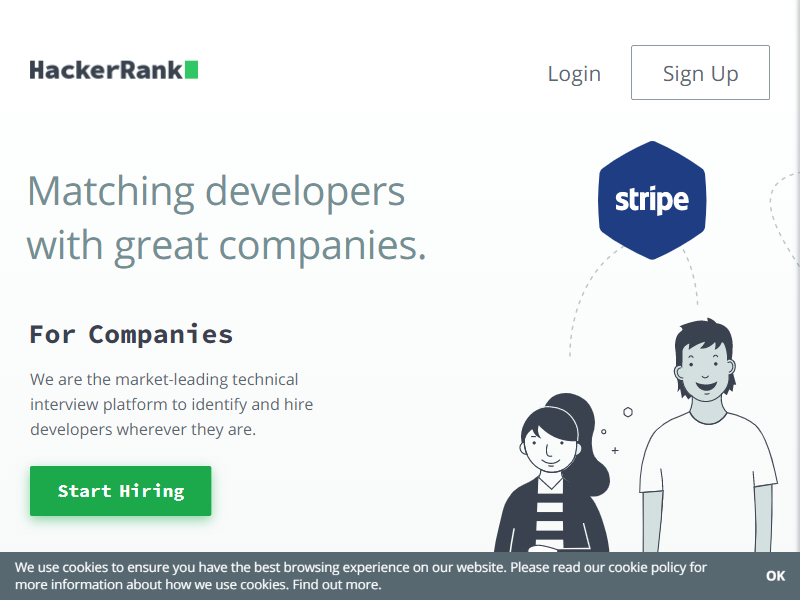 HackerRank
Login
Sign Up
Matching developers
with great companies.
stripe
For Companies
We are the market-leading technical
interview platform to identify and hire
developers wherever they are.
Start Hiring
We use cookies to ensure you have the best browsing experience on our website. Please read our cookie policy for
more information about how we use cookies. Find out more.
OK